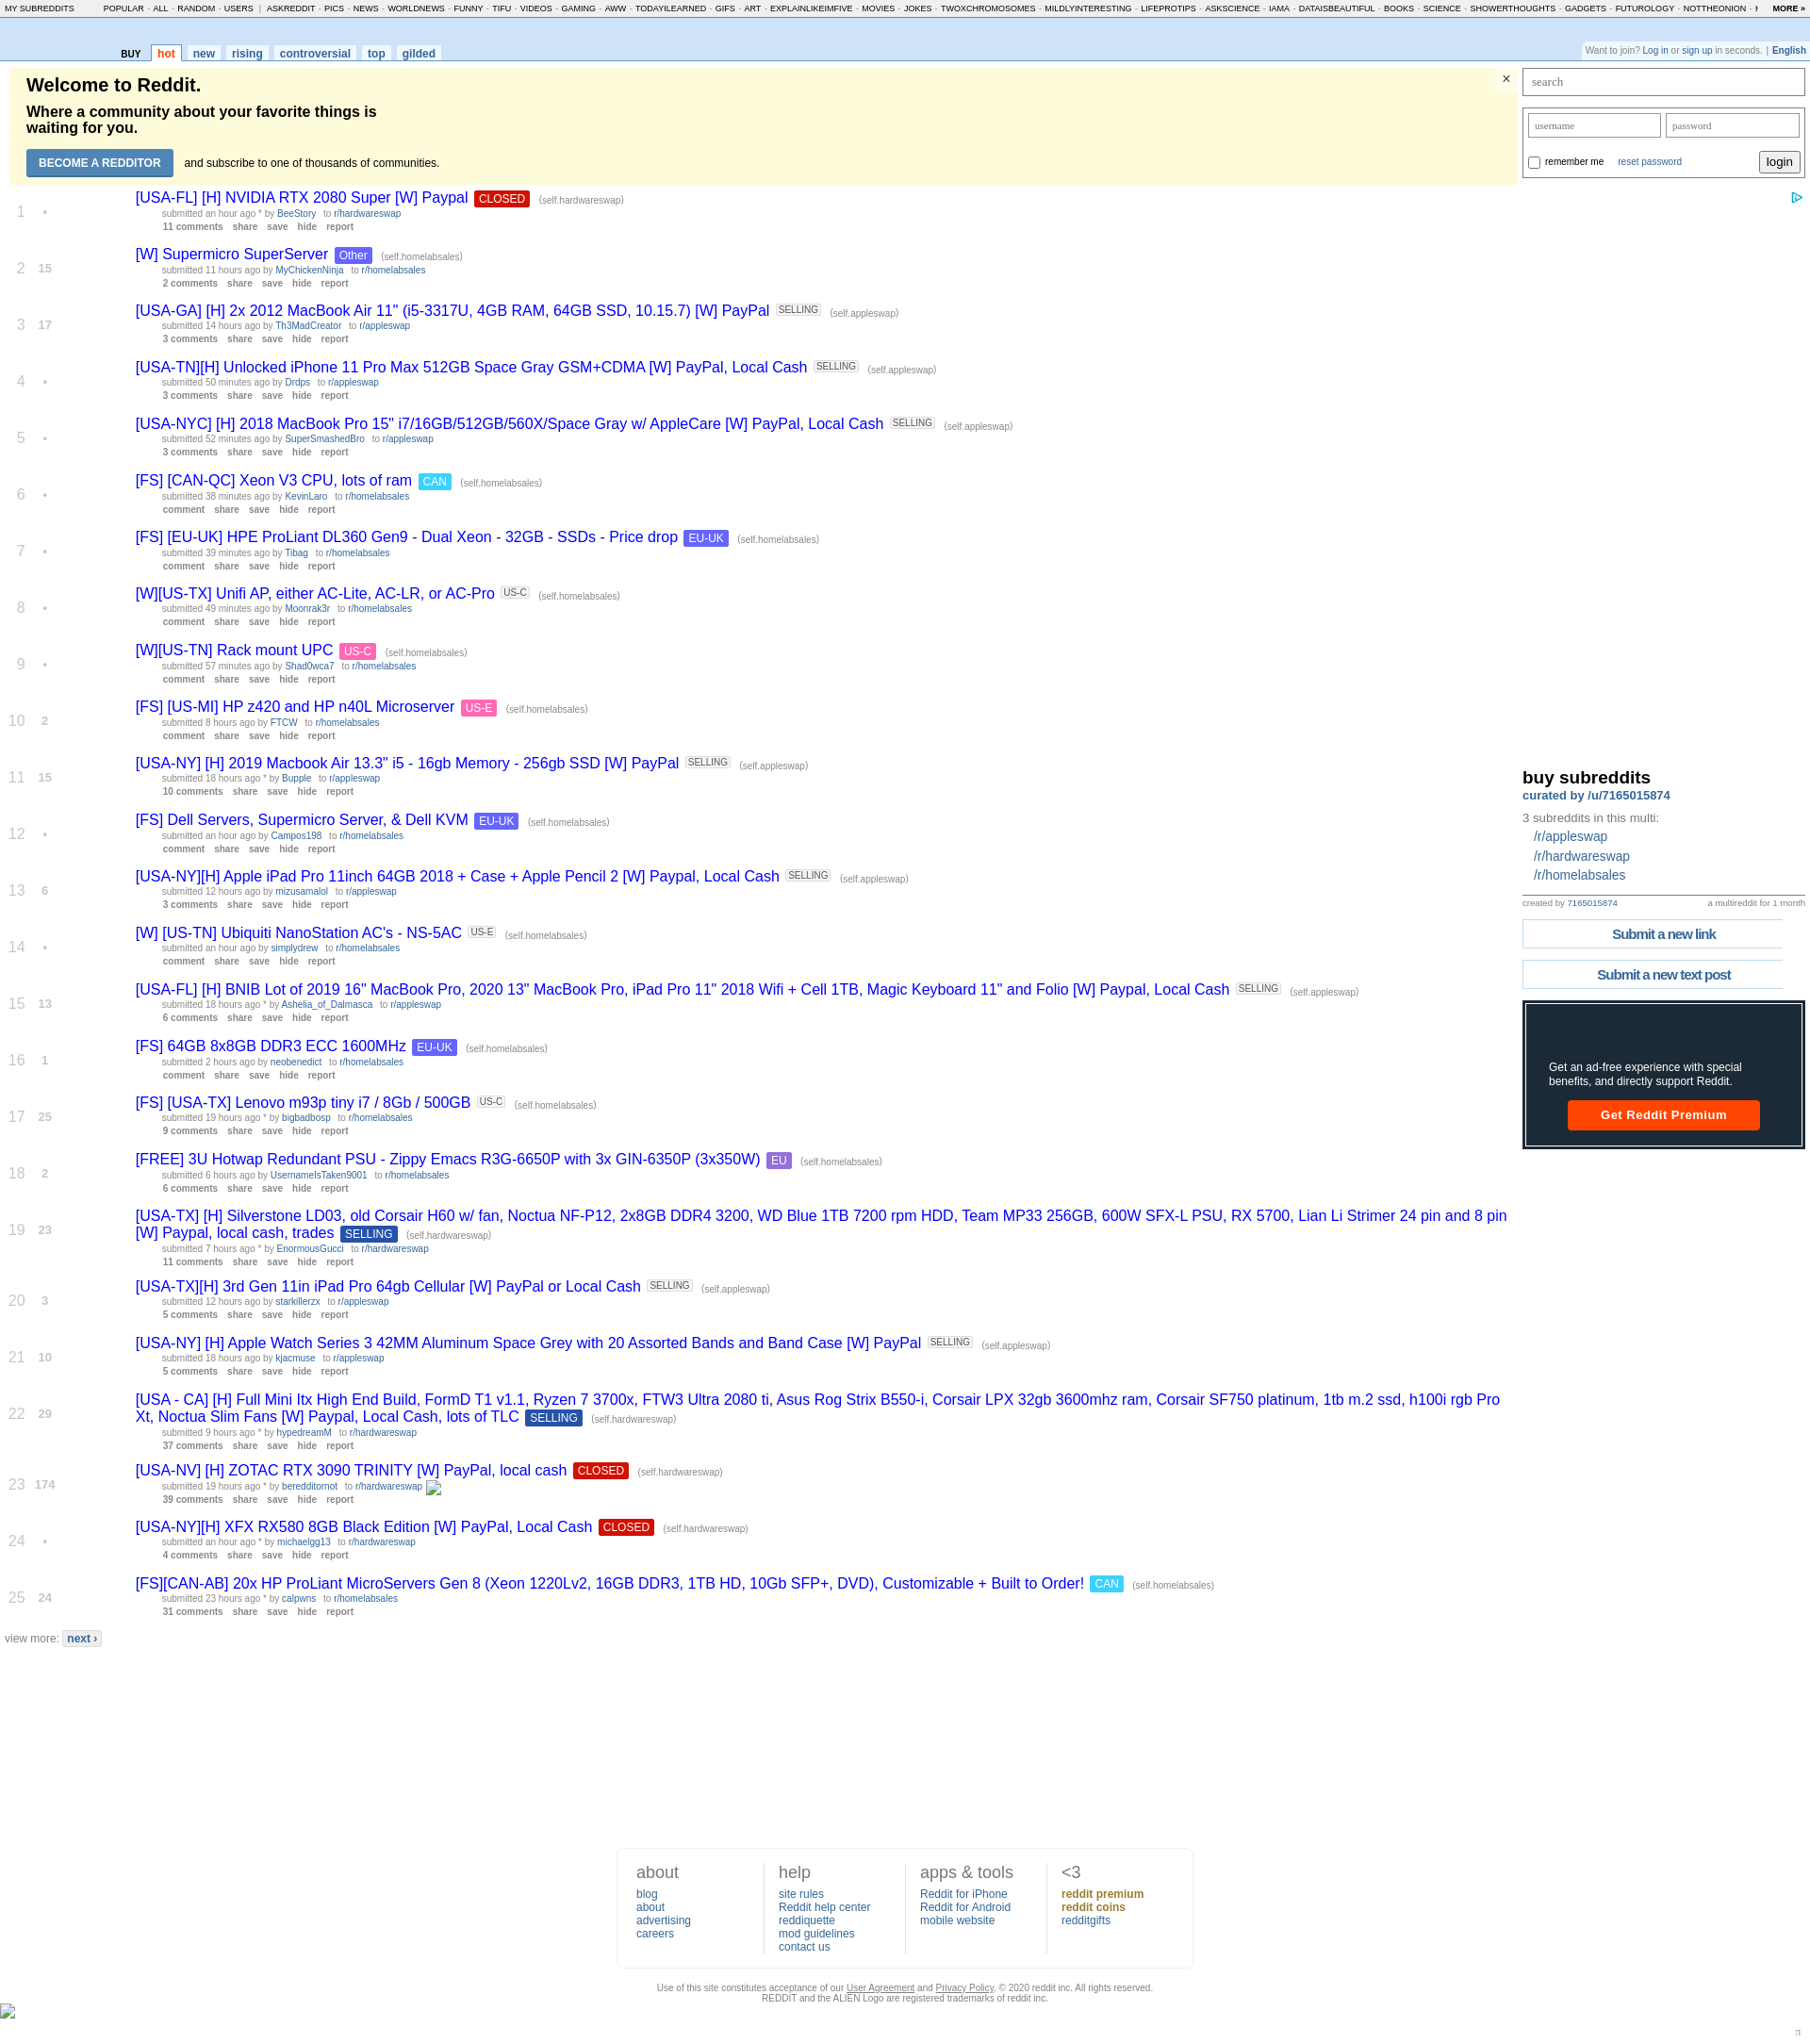 MY SUBREDDITS POPULAR - ALL - RANDOM - USERS | ASKREDDIT - PICS - NEWS - WORLDNEWS - FUNNY - TIFU - VIDEOS - GAMING - AWW - TODAYILEARNED - GIFS - ART - EXPLAINLIKEIMFIVE - MOVIES - JOKES - TWOXCHROMOSOMES - MILDLYINTERESTING - LIFEPROTIPS - ASKSCIENCE - IAMA - DATAISBEAUTIFUL - BOOKS - SCIENCE - SHOWERTHOUGHTS - GADGETS - FUTUROLOGY - NOTTHEONION - MORE »
BUY hot new rising controversial top gilded
Want to join? Log in or sign up in seconds. | English
Welcome to Reddit.
Where a community about your favorite things is
waiting for you.
BECOME A REDDITOR and subscribe to one of thousands of communities.
×
search
username password
remember me reset password login
1 • [USA-FL] [H] NVIDIA RTX 2080 Super [W] Paypal CLOSED (self.hardwareswap)
submitted an hour ago * by BeeStory to r/hardwareswap
11 comments share save hide report
2 15 [W] Supermicro SuperServer Other (self.homelabsales)
submitted 11 hours ago by MyChickenNinja to r/homelabsales
2 comments share save hide report
3 17 [USA-GA] [H] 2x 2012 MacBook Air 11" (i5-3317U, 4GB RAM, 64GB SSD, 10.15.7) [W] PayPal SELLING (self.appleswap)
submitted 14 hours ago by Th3MadCreator to r/appleswap
3 comments share save hide report
4 • [USA-TN][H] Unlocked iPhone 11 Pro Max 512GB Space Gray GSM+CDMA [W] PayPal, Local Cash SELLING (self.appleswap)
submitted 50 minutes ago by Drdps to r/appleswap
3 comments share save hide report
5 • [USA-NYC] [H] 2018 MacBook Pro 15" i7/16GB/512GB/560X/Space Gray w/ AppleCare [W] PayPal, Local Cash SELLING (self.appleswap)
submitted 52 minutes ago by SuperSmashedBro to r/appleswap
3 comments share save hide report
6 • [FS] [CAN-QC] Xeon V3 CPU, lots of ram CAN (self.homelabsales)
submitted 38 minutes ago by KevinLaro to r/homelabsales
comment share save hide report
7 • [FS] [EU-UK] HPE ProLiant DL360 Gen9 - Dual Xeon - 32GB - SSDs - Price drop EU-UK (self.homelabsales)
submitted 39 minutes ago by Tibag to r/homelabsales
comment share save hide report
8 • [W][US-TX] Unifi AP, either AC-Lite, AC-LR, or AC-Pro US-C (self.homelabsales)
submitted 49 minutes ago by Moonrak3r to r/homelabsales
comment share save hide report
9 • [W][US-TN] Rack mount UPC US-C (self.homelabsales)
submitted 57 minutes ago by Shad0wca7 to r/homelabsales
comment share save hide report
10 2 [FS] [US-MI] HP z420 and HP n40L Microserver US-E (self.homelabsales)
submitted 8 hours ago by FTCW to r/homelabsales
comment share save hide report
11 15 [USA-NY] [H] 2019 Macbook Air 13.3" i5 - 16gb Memory - 256gb SSD [W] PayPal SELLING (self.appleswap)
submitted 18 hours ago * by Bupple to r/appleswap
10 comments share save hide report
12 • [FS] Dell Servers, Supermicro Server, & Dell KVM EU-UK (self.homelabsales)
submitted an hour ago by Campos198 to r/homelabsales
comment share save hide report
13 6 [USA-NY][H] Apple iPad Pro 11inch 64GB 2018 + Case + Apple Pencil 2 [W] Paypal, Local Cash SELLING (self.appleswap)
submitted 12 hours ago by mizusamalol to r/appleswap
3 comments share save hide report
14 • [W] [US-TN] Ubiquiti NanoStation AC's - NS-5AC US-E (self.homelabsales)
submitted an hour ago by simplydrew to r/homelabsales
comment share save hide report
15 13 [USA-FL] [H] BNIB Lot of 2019 16" MacBook Pro, 2020 13" MacBook Pro, iPad Pro 11" 2018 Wifi + Cell 1TB, Magic Keyboard 11" and Folio [W] Paypal, Local Cash SELLING (self.appleswap)
submitted 18 hours ago * by Ashelia_of_Dalmasca to r/appleswap
6 comments share save hide report
16 1 [FS] 64GB 8x8GB DDR3 ECC 1600MHz EU-UK (self.homelabsales)
submitted 2 hours ago by neobenedict to r/homelabsales
comment share save hide report
17 25 [FS] [USA-TX] Lenovo m93p tiny i7 / 8Gb / 500GB US-C (self.homelabsales)
submitted 19 hours ago * by bigbadbosp to r/homelabsales
9 comments share save hide report
18 2 [FREE] 3U Hotwap Redundant PSU - Zippy Emacs R3G-6650P with 3x GIN-6350P (3x350W) EU (self.homelabsales)
submitted 6 hours ago by UsernameIsTaken9001 to r/homelabsales
6 comments share save hide report
19 23 [USA-TX] [H] Silverstone LD03, old Corsair H60 w/ fan, Noctua NF-P12, 2x8GB DDR4 3200, WD Blue 1TB 7200 rpm HDD, Team MP33 256GB, 600W SFX-L PSU, RX 5700, Lian Li Strimer 24 pin and 8 pin
[W] Paypal, local cash, trades SELLING (self.hardwareswap)
submitted 7 hours ago * by EnormousGucci to r/hardwareswap
11 comments share save hide report
20 3 [USA-TX][H] 3rd Gen 11in iPad Pro 64gb Cellular [W] PayPal or Local Cash SELLING (self.appleswap)
submitted 12 hours ago by starkillerzx to r/appleswap
5 comments share save hide report
21 10 [USA-NY] [H] Apple Watch Series 3 42MM Aluminum Space Grey with 20 Assorted Bands and Band Case [W] PayPal SELLING (self.appleswap)
submitted 18 hours ago by kjacmuse to r/appleswap
5 comments share save hide report
22 29 [USA - CA] [H] Full Mini Itx High End Build, FormD T1 v1.1, Ryzen 7 3700x, FTW3 Ultra 2080 ti, Asus Rog Strix B550-i, Corsair LPX 32gb 3600mhz ram, Corsair SF750 platinum, 1tb m.2 ssd, h100i rgb Pro
Xt, Noctua Slim Fans [W] Paypal, Local Cash, lots of TLC SELLING (self.hardwareswap)
submitted 9 hours ago * by hypedreamM to r/hardwareswap
37 comments share save hide report
23 174 [USA-NV] [H] ZOTAC RTX 3090 TRINITY [W] PayPal, local cash CLOSED (self.hardwareswap)
submitted 19 hours ago * by beredditornot to r/hardwareswap
39 comments share save hide report
24 • [USA-NY][H] XFX RX580 8GB Black Edition [W] PayPal, Local Cash CLOSED (self.hardwareswap)
submitted an hour ago * by michaelgg13 to r/hardwareswap
4 comments share save hide report
25 24 [FS][CAN-AB] 20x HP ProLiant MicroServers Gen 8 (Xeon 1220Lv2, 16GB DDR3, 1TB HD, 10Gb SFP+, DVD), Customizable + Built to Order! CAN (self.homelabsales)
submitted 23 hours ago * by calpwns to r/homelabsales
31 comments share save hide report
view more: next ›
buy subreddits
curated by /u/7165015874
3 subreddits in this multi:
/r/appleswap
/r/hardwareswap
/r/homelabsales
created by 7165015874 a multireddit for 1 month
Submit a new link
Submit a new text post
Get an ad-free experience with special
benefits, and directly support Reddit.
Get Reddit Premium
about
blog
about
advertising
careers
help
site rules
Reddit help center
reddiquette
mod guidelines
contact us
apps & tools
Reddit for iPhone
Reddit for Android
mobile website
<3
reddit premium
reddit coins
redditgifts
Use of this site constitutes acceptance of our User Agreement and Privacy Policy. © 2020 reddit inc. All rights reserved.
REDDIT and the ALIEN Logo are registered trademarks of reddit inc.
π